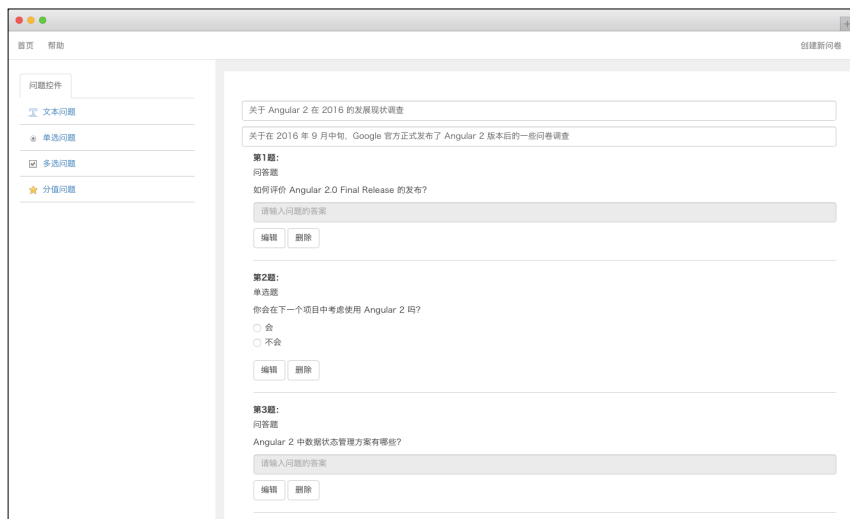 首页 帮助 创建新问卷
问题控件
文本问题
单选问题
多选问题
分值问题
关于 Angular 2 在 2016 的发展现状调查
关于在 2016 年 9 月中旬，Google 官方正式发布了 Angular 2 版本后的一些问卷调查
第1题：
问答题
如何评价 Angular 2.0 Final Release 的发布？
请输入问题的答案
编辑 删除
第2题：
单选题
你会在下一个项目中考虑使用 Angular 2 吗？
会
不会
编辑 删除
第3题：
问答题
Angular 2 中数据状态管理方案有哪些？
请输入问题的答案
编辑 删除